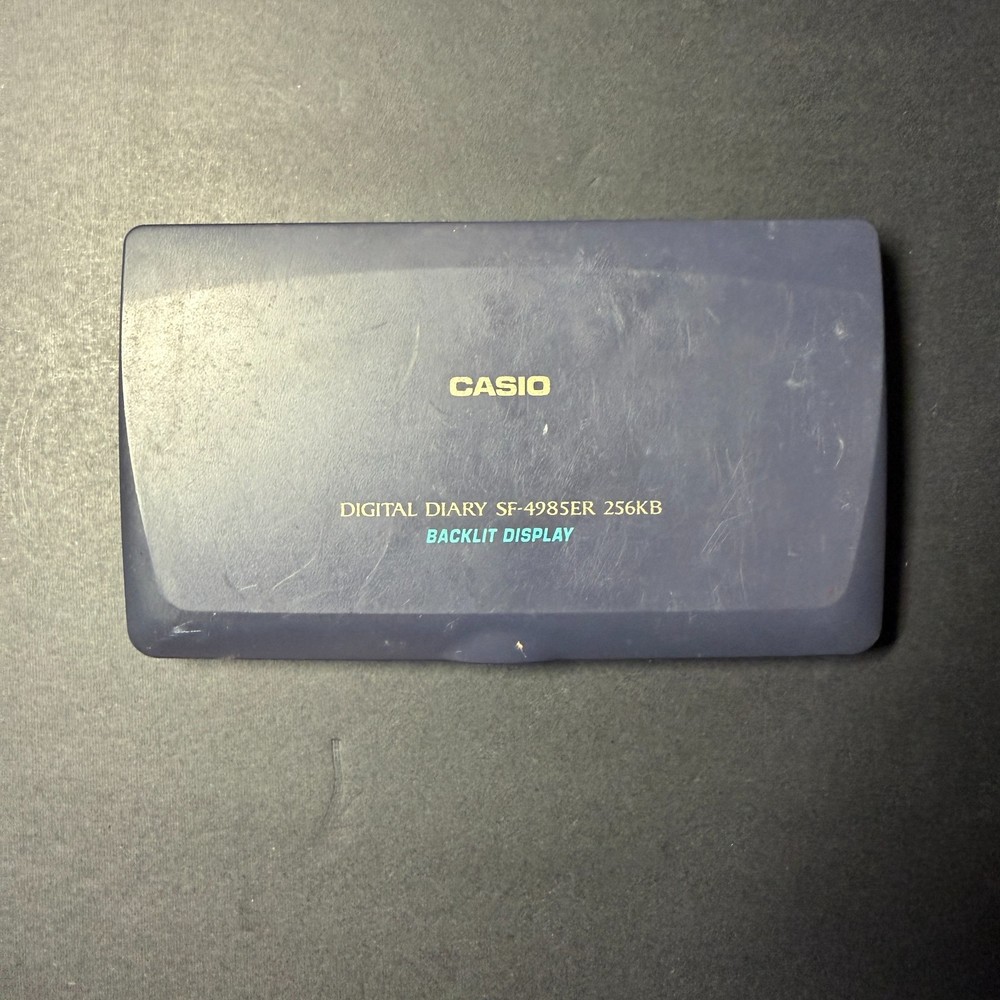 CASIO
DIGITAL DIARY SF-4985ER 256KB
BACKLIT DISPLAY